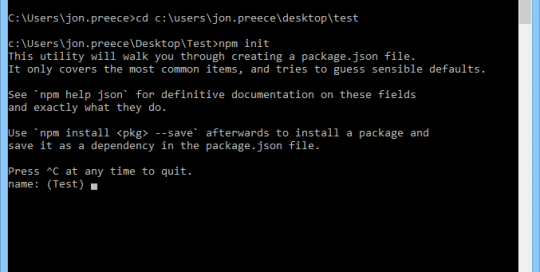 C:\Users\jon.preece>cd c:\users\jon.preece\desktop\test
c:\Users\jon.preece\Desktop\Test>npm init
This utility will walk you through creating a package.json file.
It only covers the most common items, and tries to guess sensible defaults.
See `npm help json` for definitive documentation on these fields
and exactly what they do.
Use `npm install <pkg> --save` afterwards to install a package and
save it as a dependency in the package.json file.
Press ^C at any time to quit.
name: (Test)